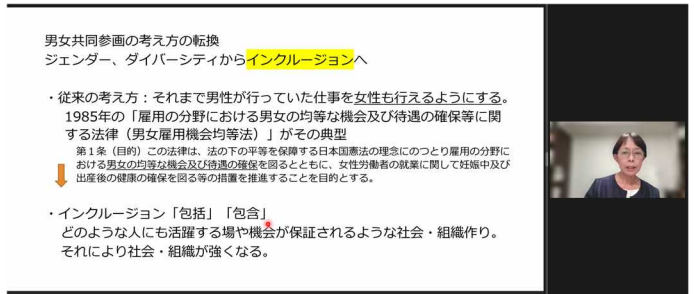 男女共同参画の考え方の転換
ジェンダー、ダイバーシティからインクルージョンへ
・従来の考え方：それまで男性が行っていた仕事を女性も行えるようにする。
1985年の「雇用の分野における男女の均等な機会及び待遇の確保等に関
する法律（男女雇用機会均等法）」がその典型
第１条（目的）この法律は、法の下の平等を保障する日本国憲法の理念にのつとり雇用の分野に
おける男女の均等な機会及び待遇の確保を図るとともに、女性労働者の就業に関して妊娠中及び
出産後の健康の確保を図る等の措置を推進することを目的とする。
・インクルージョン「包括」「包含」
どのような人にも活躍する場や機会が保証されるような社会・組織作り。
それにより社会・組織が強くなる。